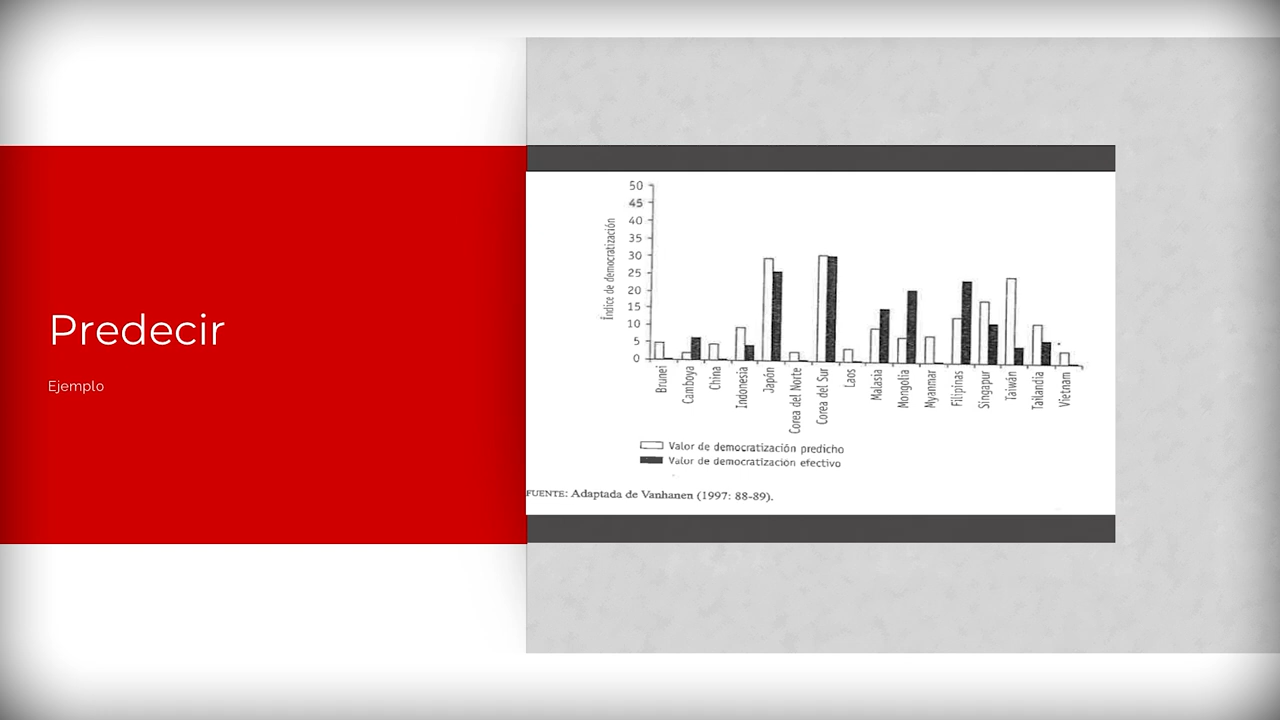 Predecir
Ejemplo
Índice de democratización
50
45
40
35
30
25
20
15
10
5
0
Brunei
Camboya
China
Indonesia
Japón
Corea del Norte
Corea del Sur
Laos
Malasia
Mongolia
Myanmar
Filipinas
Singapur
Taiwán
Tailandia
Vietnam
Valor de democratización predicho
Valor de democratización efectivo
FUENTE: Adaptada de Vanhanen (1997: 88-89).